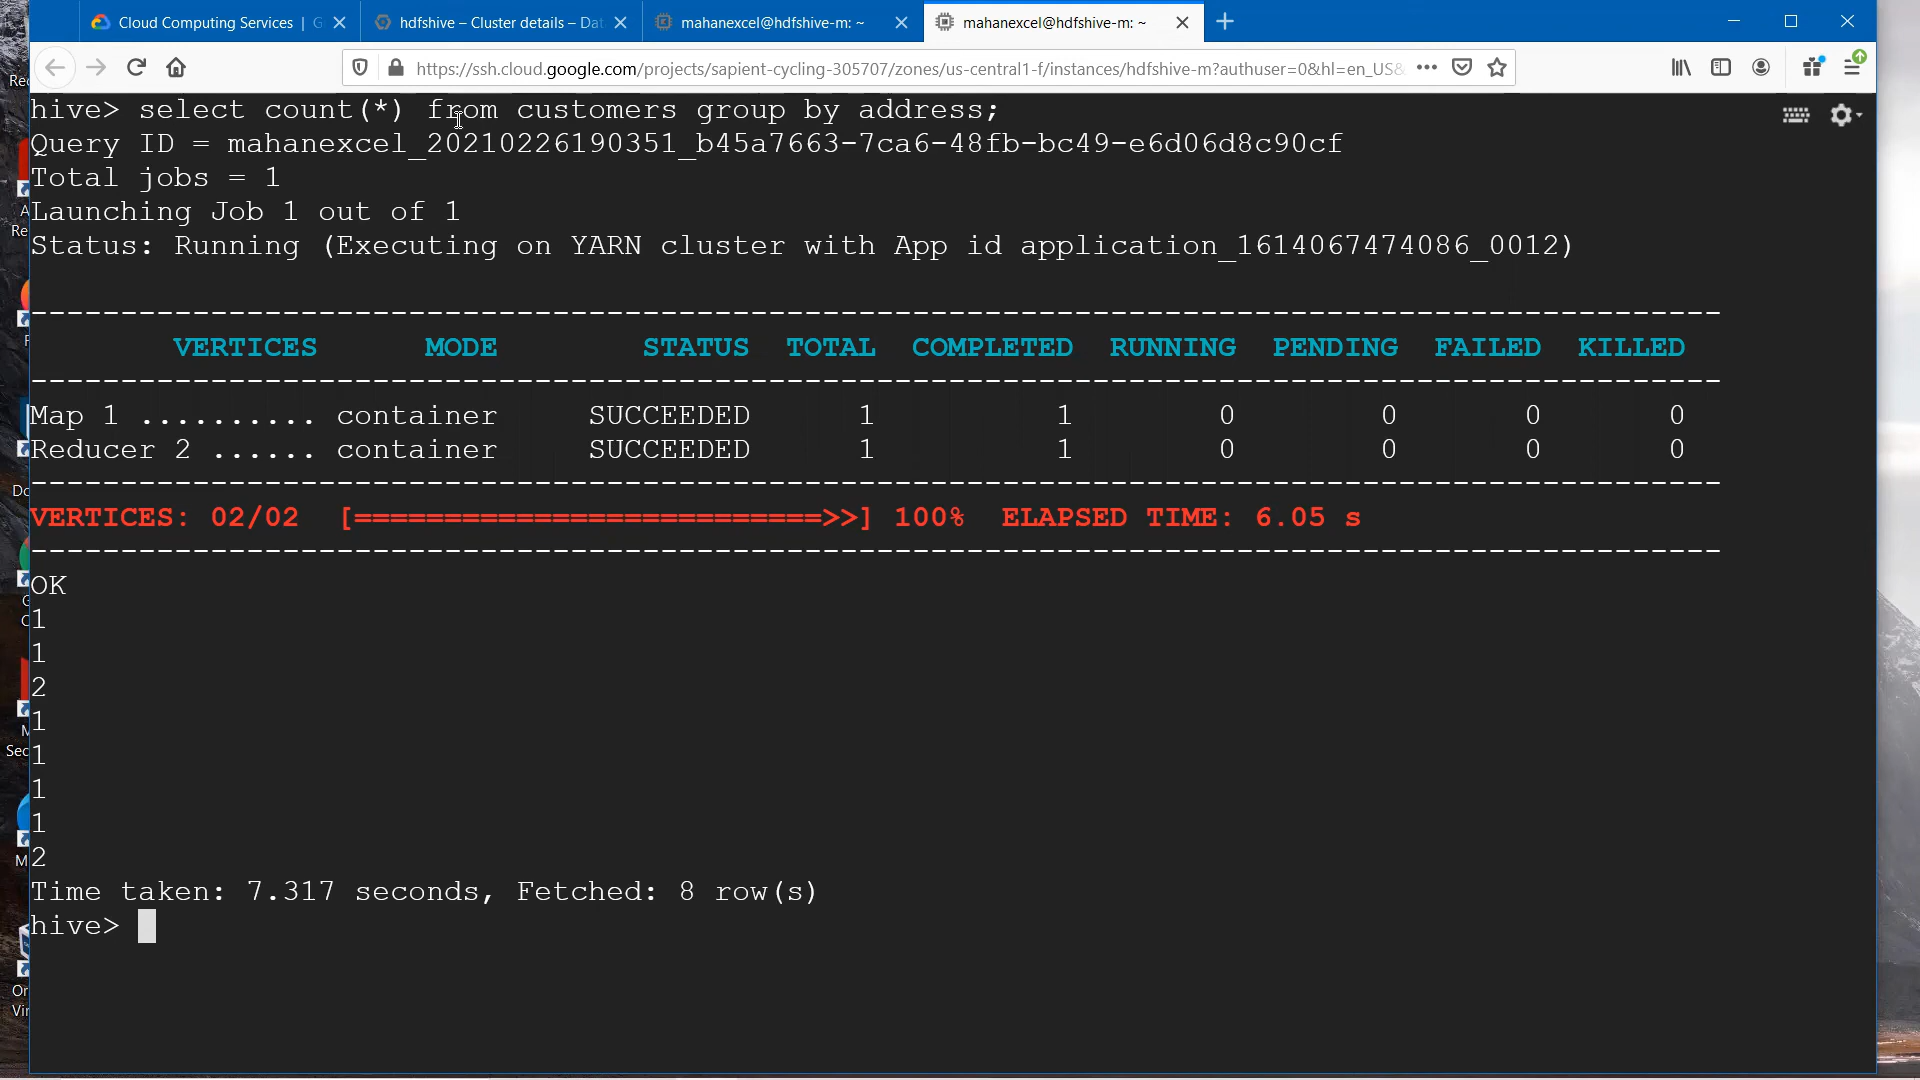 Cloud Computing Services | G
hdfshive – Cluster details – Dat
mahanexcel@hdfshive-m: ~
mahanexcel@hdfshive-m: ~
https://ssh.cloud.google.com/projects/sapient-cycling-305707/zones/us-central1-f/instances/hdfshive-m?authuser=0&hl=en_US&
hive> select count(*) from customers group by address;
Query ID = mahanexcel_20210226190351_b45a7663-7ca6-48fb-bc49-e6d06d8c90cf
Total jobs = 1
Launching Job 1 out of 1
Status: Running (Executing on YARN cluster with App id application_1614067474086_0012)
----------------------------------------------------------------------------------------------
VERTICES MODE STATUS TOTAL COMPLETED RUNNING PENDING FAILED KILLED
----------------------------------------------------------------------------------------------
Map 1 .......... container SUCCEEDED 1 1 0 0 0 0
Reducer 2 ...... container SUCCEEDED 1 1 0 0 0 0
----------------------------------------------------------------------------------------------
VERTICES: 02/02 [==========================>>] 100% ELAPSED TIME: 6.05 s
----------------------------------------------------------------------------------------------
OK
1
1
2
1
1
1
1
2
Time taken: 7.317 seconds, Fetched: 8 row(s)
hive>